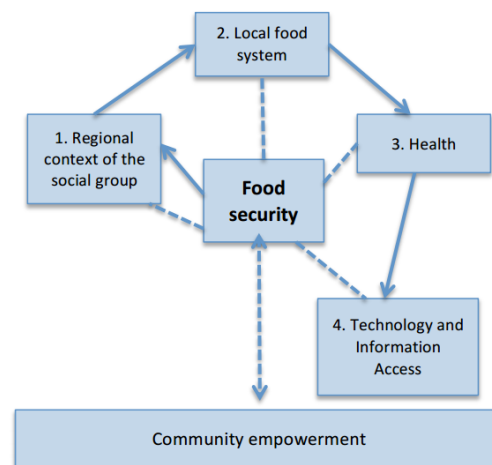 2. Local food
system
1. Regional
context of the
social group
3. Health
Food
security
4. Technology and
Information
Access
Community empowerment